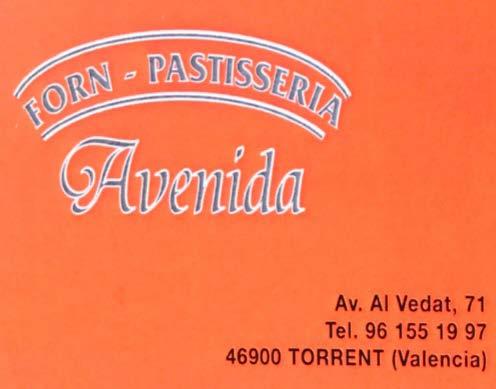 FORN - PASTISSERIA
Avenida
Av. Al Vedat, 71
Tel. 96 155 19 97
46900 TORRENT (Valencia)